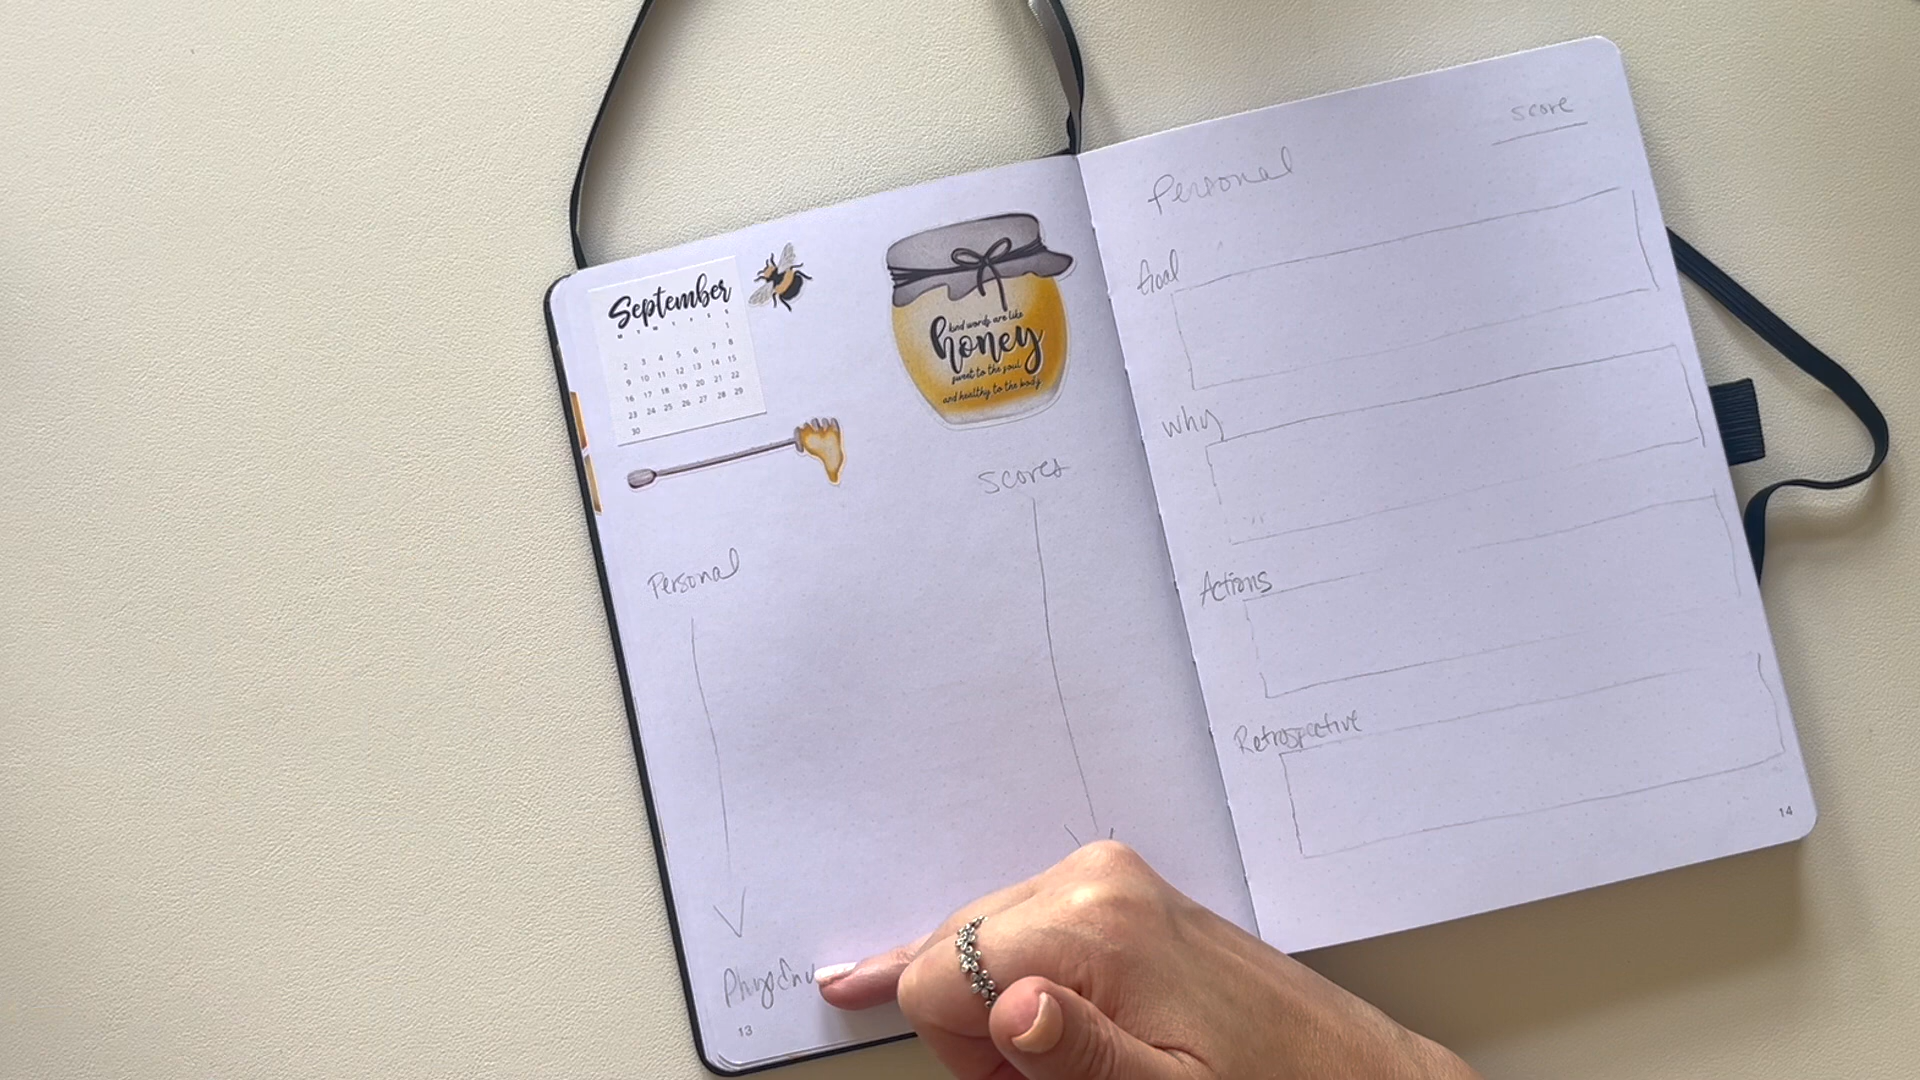 September
M T W T F S S
1
2 3 4 5 6 7 8
9 10 11 12 13 14 15
16 17 18 19 20 21 22
23 24 25 26 27 28 29
30
kind words are like
honey
sweet to the soul
and healthy to the body
Scores
Personal
Phys Env
13
score
Personal
Goal
Why
Actions
Retrospective
14